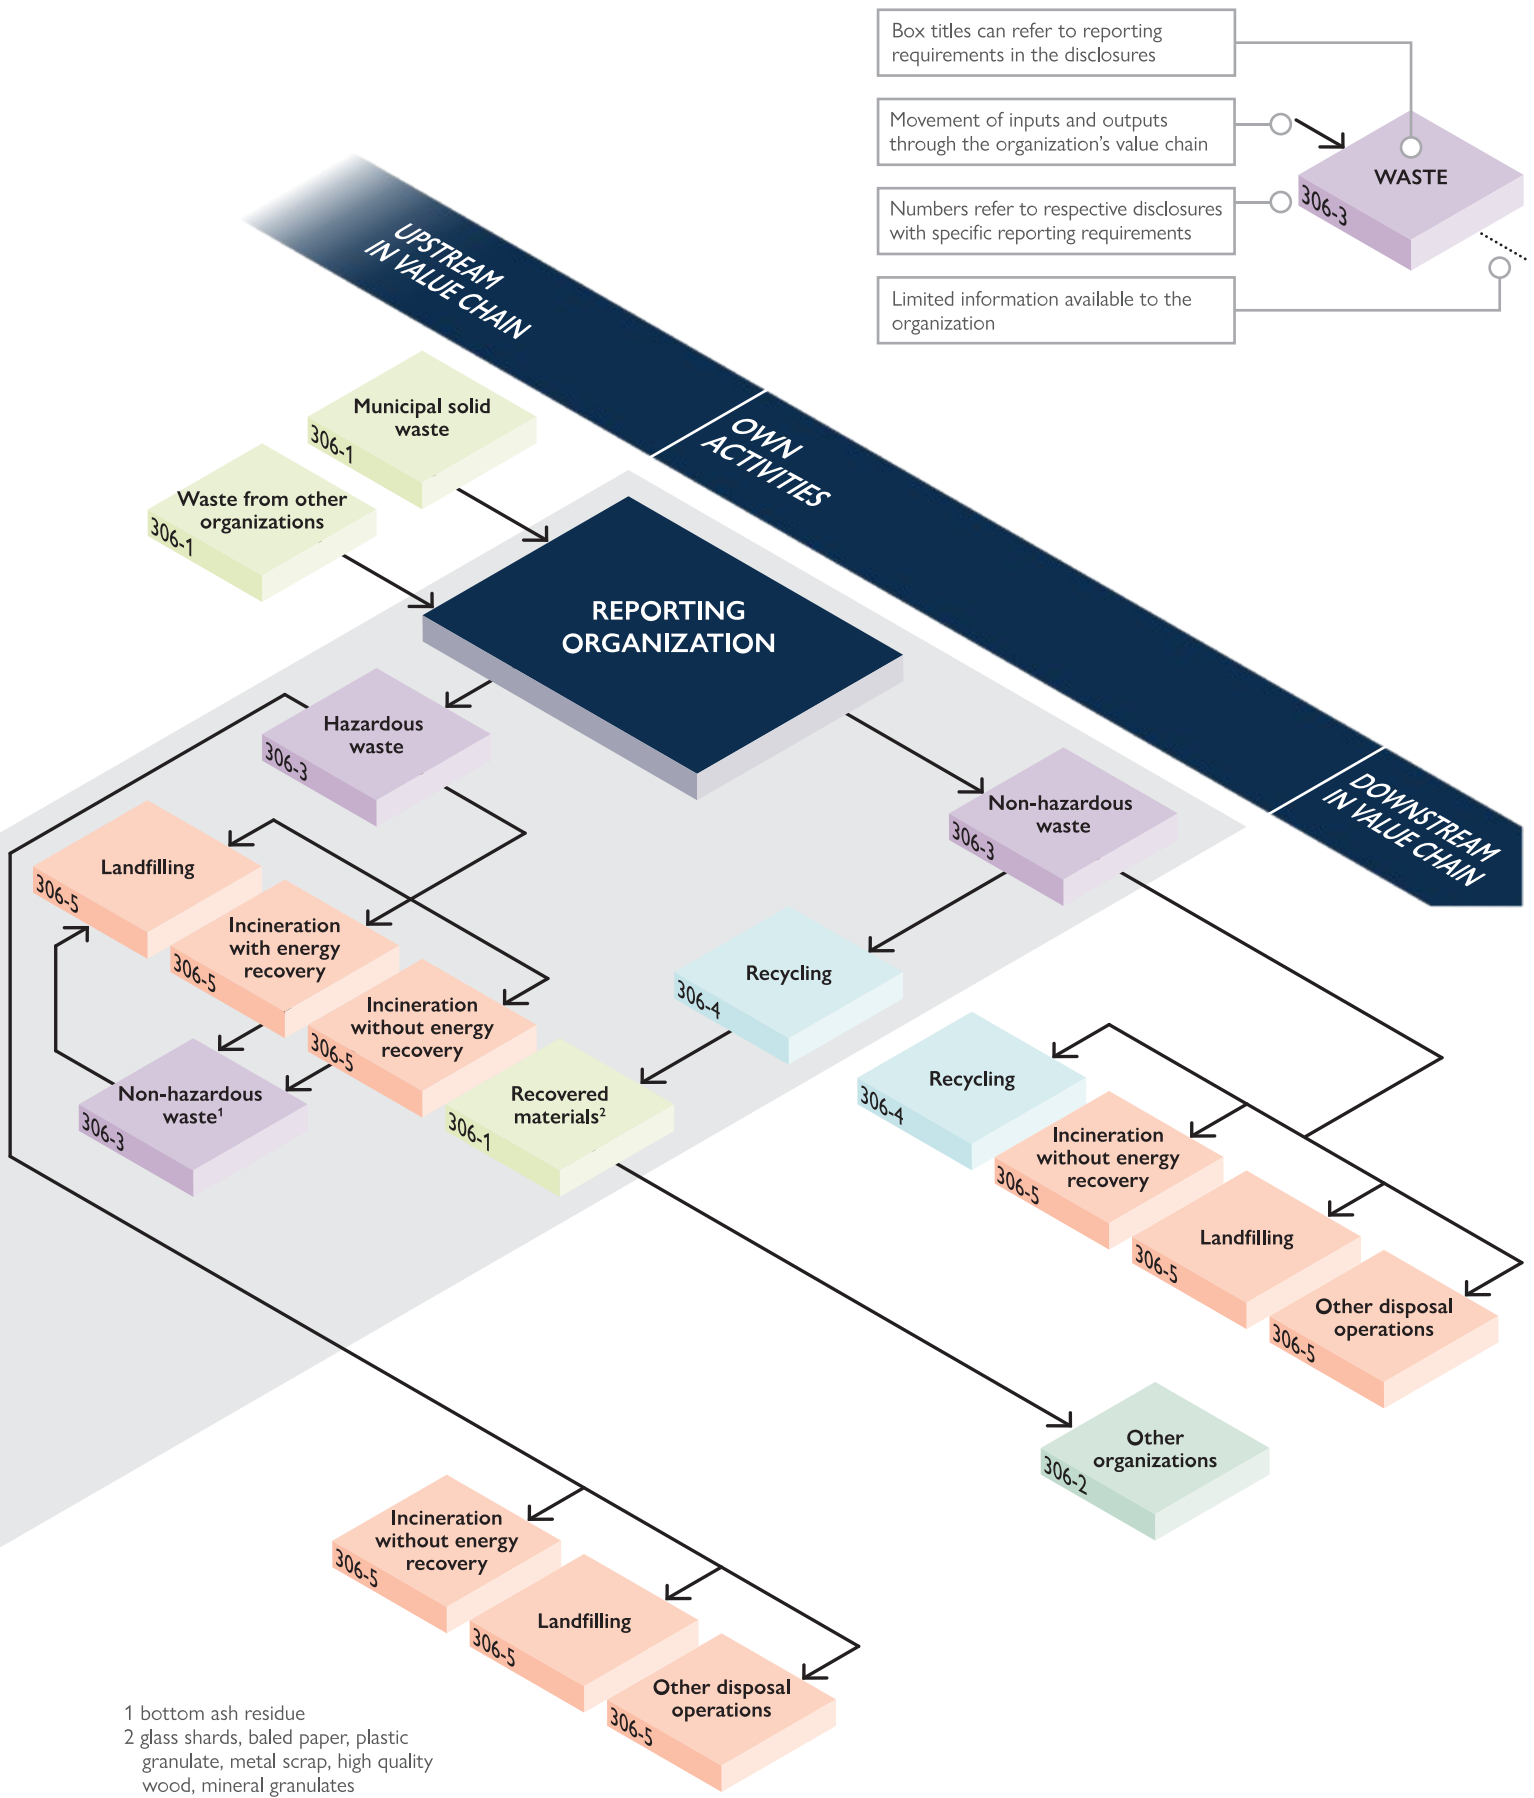 Box titles can refer to reporting
requirements in the disclosures
Movement of inputs and outputs
through the organization's value chain
Numbers refer to respective disclosures
with specific reporting requirements
Limited information available to the
organization
WASTE
306-3
UPSTREAM
IN VALUE CHAIN
OWN
ACTIVITIES
DOWNSTREAM
IN VALUE CHAIN
Municipal solid
waste
306-1
Waste from other
organizations
306-1
REPORTING
ORGANIZATION
Hazardous
waste
306-3
Non-hazardous
waste
306-3
Landfilling
306-5
Incineration
with energy
recovery
306-5
Incineration
without energy
recovery
306-5
Recycling
306-4
Non-hazardous
waste1
306-3
Recovered
materials2
306-1
Recycling
306-4
Incineration
without energy
recovery
306-5
Landfilling
306-5
Other disposal
operations
306-5
Other
organizations
306-2
Incineration
without energy
recovery
306-5
Landfilling
306-5
Other disposal
operations
306-5
1 bottom ash residue
2 glass shards, baled paper, plastic
granulate, metal scrap, high quality
wood, mineral granulates